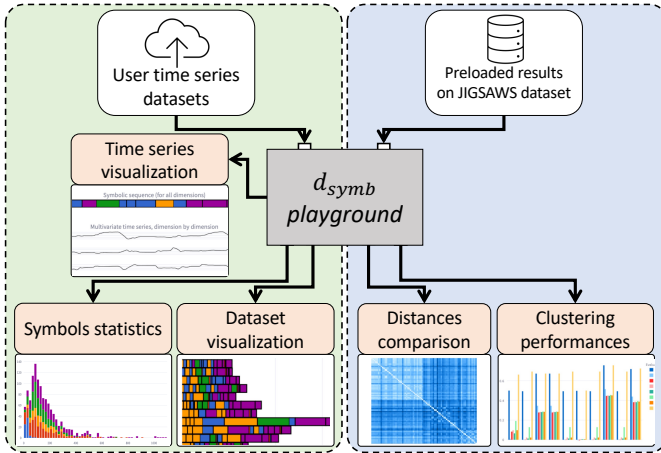 User time series
datasets
Preloaded results
on JIGSAWS dataset
Time series
visualization
Symbolic sequence (for all dimensions)
Multivariate time series, dimension by dimension
d_symb
playground
Symbols statistics
Dataset
visualization
Distances
comparison
Clustering
performances